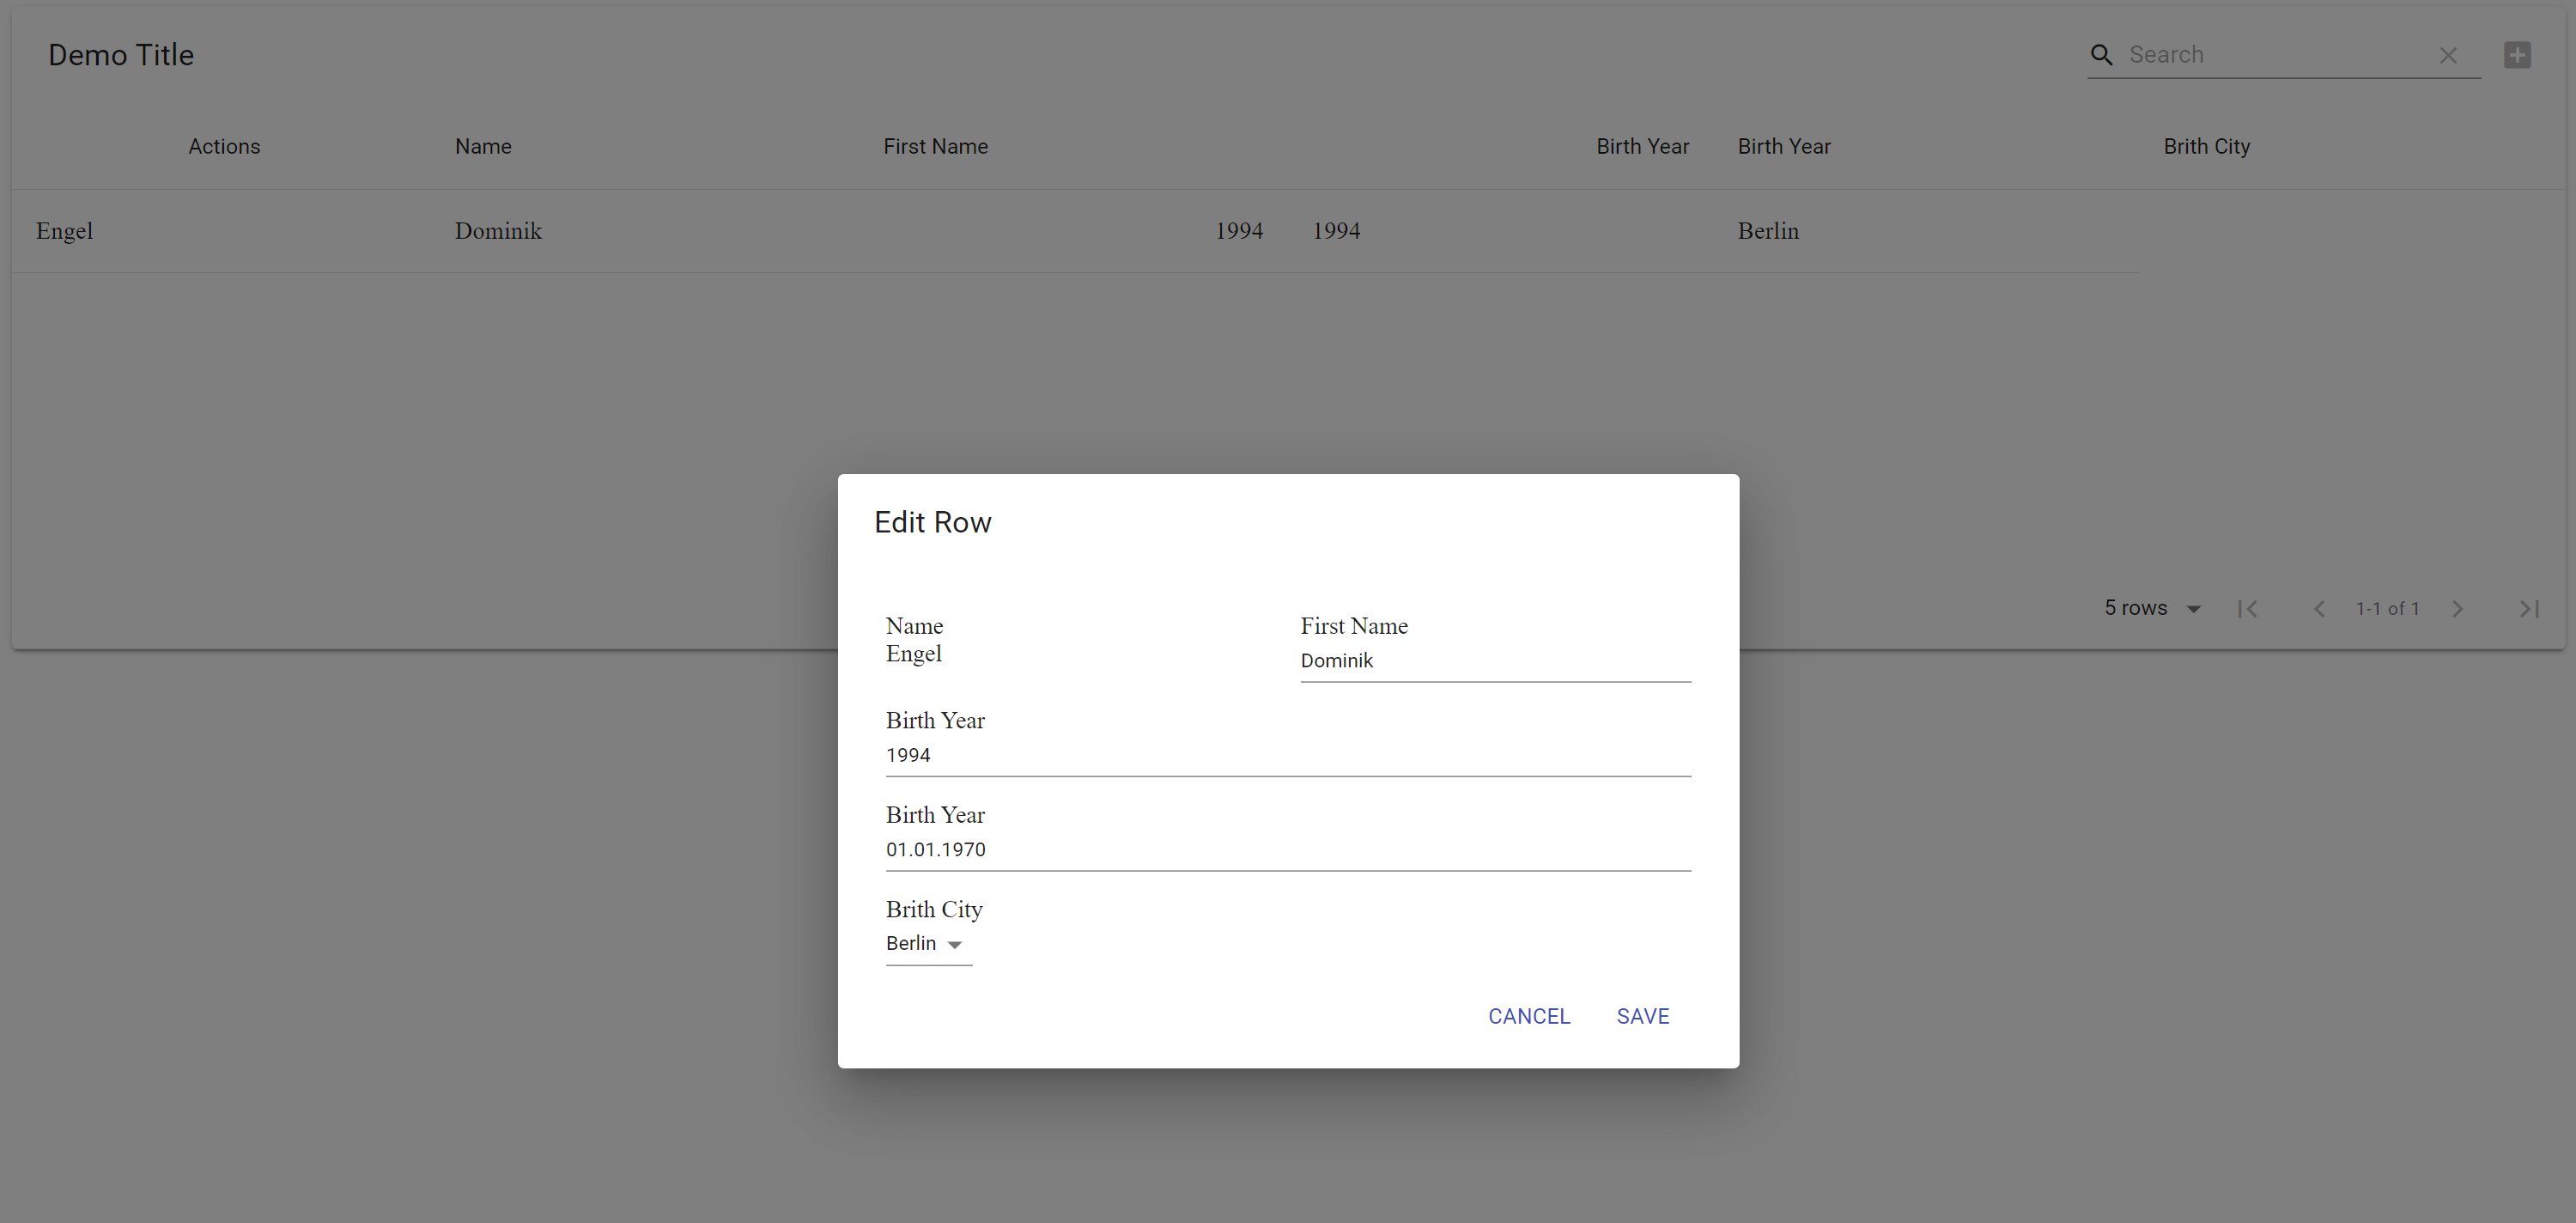 Demo Title
Search
Actions Name First Name Birth Year Birth Year Brith City
Engel Dominik 1994 1994 Berlin
5 rows 1-1 of 1
Edit Row
Name First Name
Engel Dominik
Birth Year
1994
Birth Year
01.01.1970
Brith City
Berlin
CANCEL SAVE